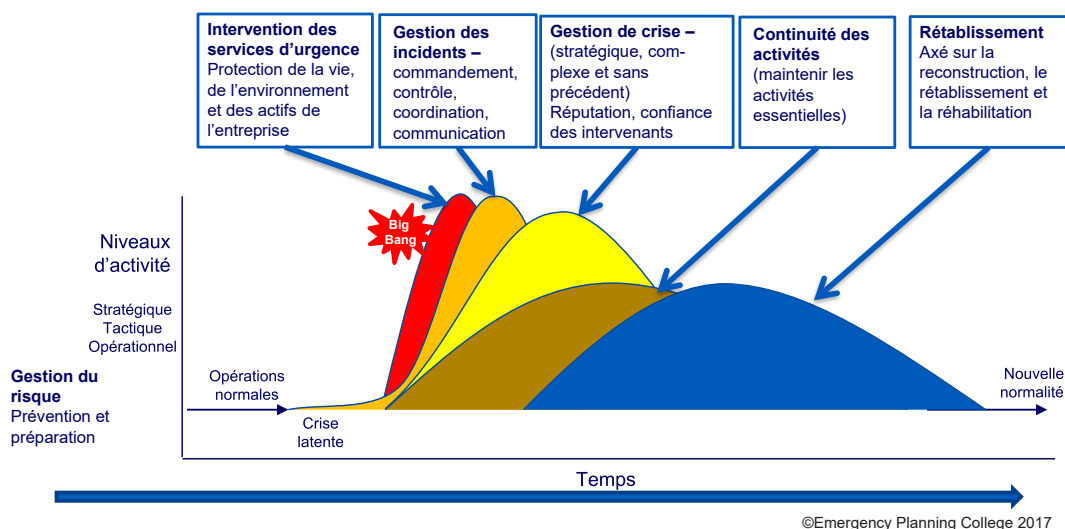 Intervention des
services d'urgence
Protection de la vie,
de l'environnement
et des actifs de
l'entreprise
Gestion des
incidents –
commandement,
contrôle,
coordination,
communication
Gestion de crise –
(stratégique, com-
plexe et sans
précédent)
Réputation, confiance
des intervenants
Continuité des
activités
(maintenir les
activités
essentielles)
Rétablissement
Axé sur la
reconstruction, le
rétablissement et
la réhabilitation
Big
Bang
Niveaux
d'activité
Stratégique
Tactique
Opérationnel
Gestion du
risque
Prévention et
préparation
Opérations
normales
Crise
latente
Nouvelle
normalité
Temps
©Emergency Planning College 2017